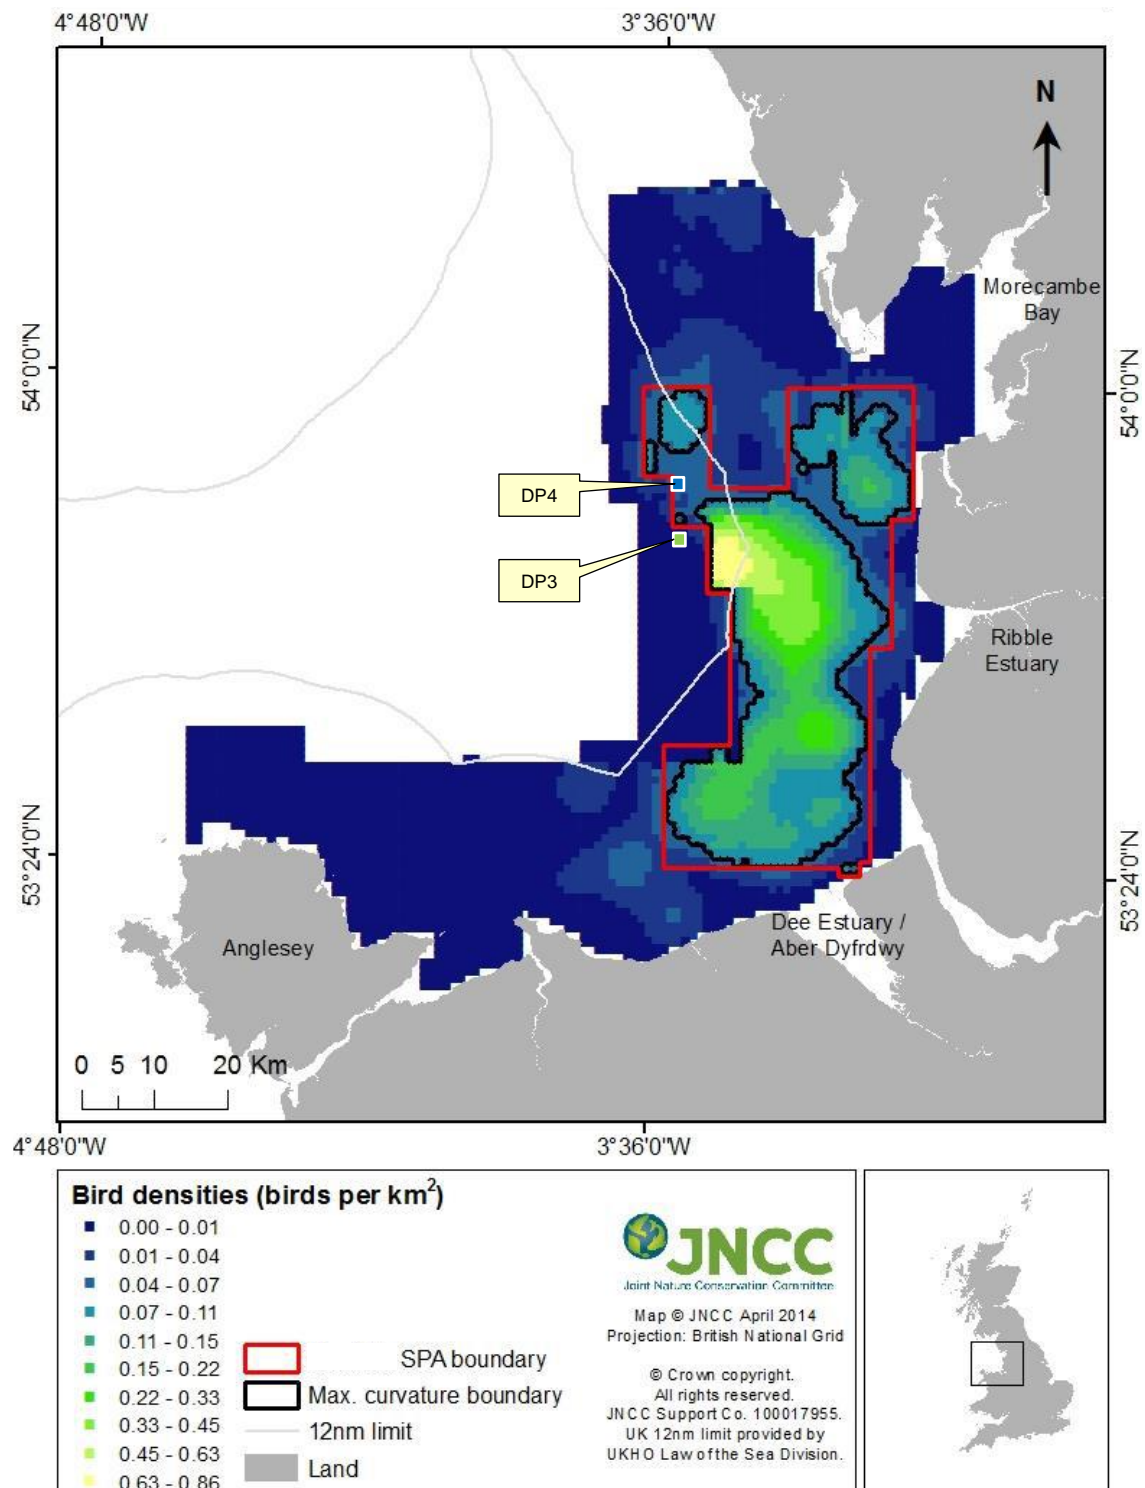 4°48'0"W
3°36'0"W
N
Morecambe
Bay
54°0'0"N
54°0'0"N
DP4
DP3
Ribble
Estuary
53°24'0"N
53°24'0"N
Dee Estuary /
Aber Dyfrdwy
Anglesey
0 5 10 20 Km
4°48'0"W
3°36'0"W
Bird densities (birds per km²)
0.00 - 0.01
0.01 - 0.04
0.04 - 0.07
0.07 - 0.11
0.11 - 0.15
0.15 - 0.22
0.22 - 0.33
0.33 - 0.45
0.45 - 0.63
0.63 - 0.86
SPA boundary
Max. curvature boundary
12nm limit
Land
JNCC
Joint Nature Conservation Committee
Map © JNCC April 2014
Projection: British National Grid
© Crown copyright.
All rights reserved.
JNCC Support Co. 100017955.
UK 12nm limit provided by
UKHO Law of the Sea Division.